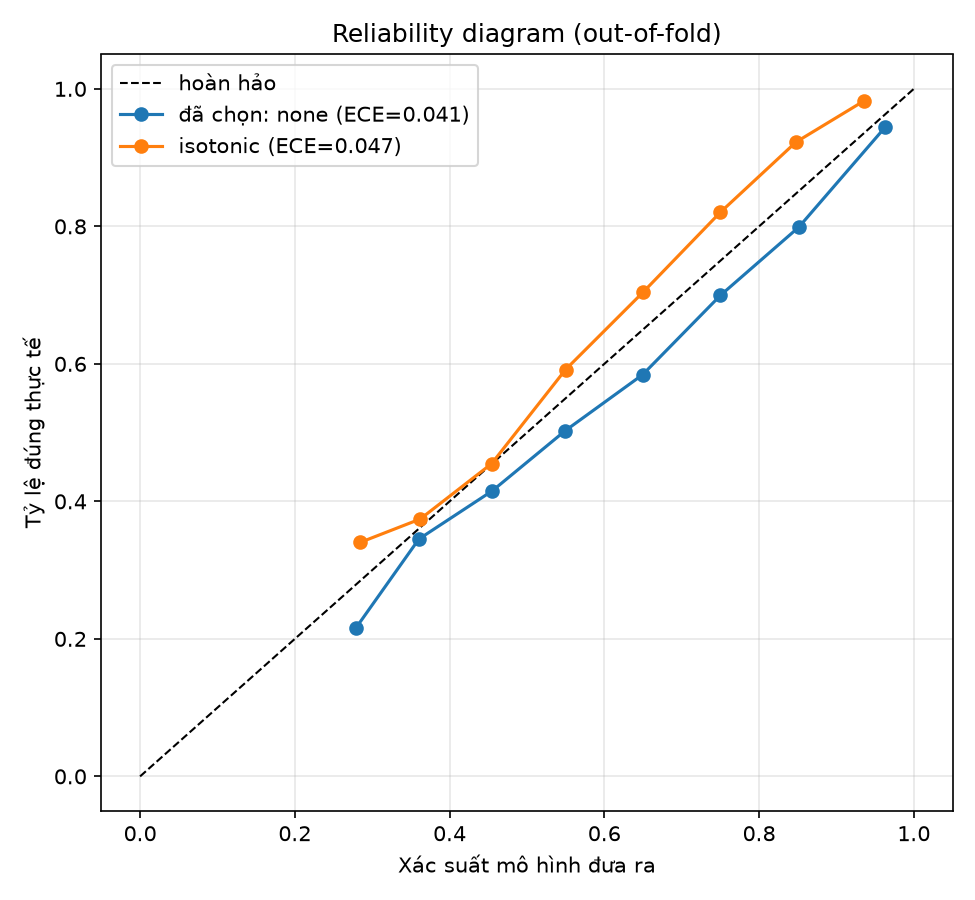 Reliability diagram (out-of-fold)
hoàn hảo
đã chọn: none (ECE=0.041)
isotonic (ECE=0.047)
Tỷ lệ đúng thực tế
1.0
0.8
0.6
0.4
0.2
0.0
0.0 0.2 0.4 0.6 0.8 1.0
Xác suất mô hình đưa ra